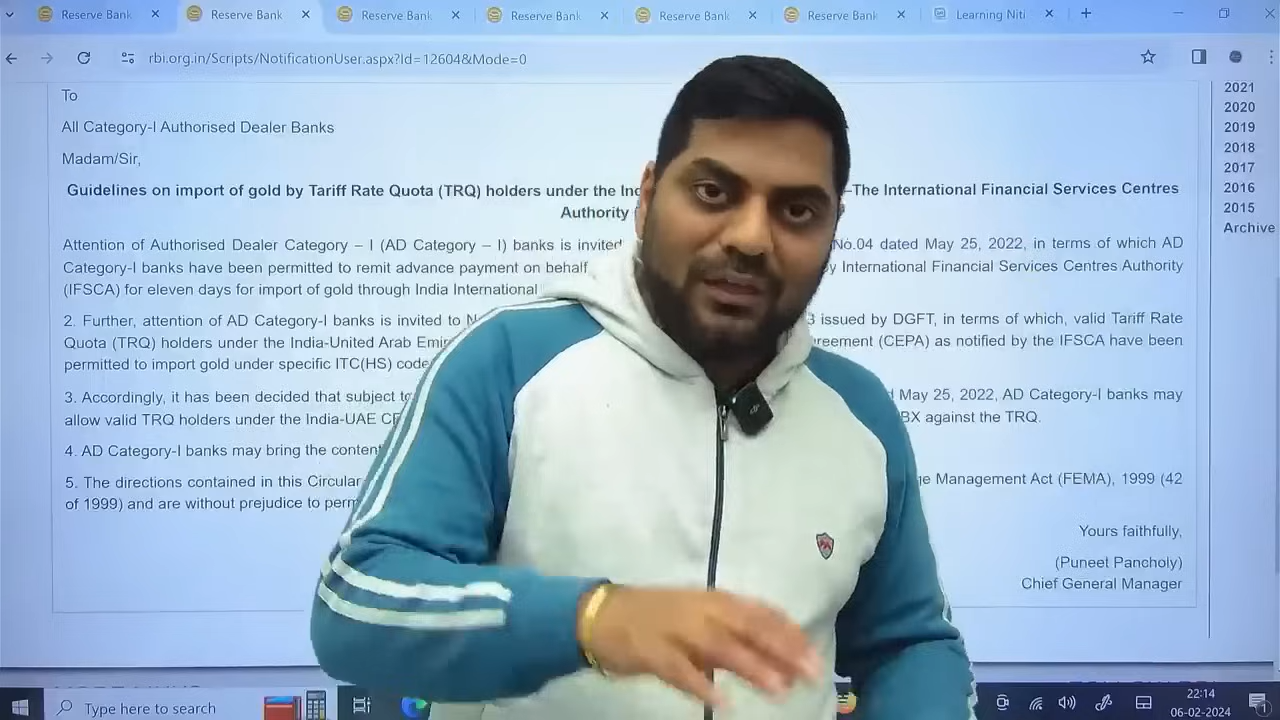 Reserve Bank
Reserve Bank
Reserve Bank
Reserve Bank
Reserve Bank
Reserve Bank
Learning Niti
rbi.org.in/Scripts/NotificationUser.aspx?Id=12604&Mode=0
To
All Category-I Authorised Dealer Banks
Madam/Sir,
Guidelines on import of gold by Tariff Rate Quota (TRQ) holders under the
The International Financial Services Centres
Authority
Attention of Authorised Dealer Category – I (AD Category – I) banks is invited
No.04 dated May 25, 2022, in terms of which AD
Category-I banks have been permitted to remit advance payment on behalf
by International Financial Services Centres Authority
(IFSCA) for eleven days for import of gold through India International
2. Further, attention of AD Category-I banks is invited to
issued by DGFT, in terms of which, valid Tariff Rate
Quota (TRQ) holders under the India-United Arab
(CEPA) as notified by the IFSCA have been
permitted to import gold under specific ITC(HS) code
3. Accordingly, it has been decided that subject to
May 25, 2022, AD Category-I banks may
allow valid TRQ holders under the India-UAE
BX against the TRQ.
4. AD Category-I banks may bring the
5. The directions contained in this Circular
Management Act (FEMA), 1999 (42
of 1999) and are without prejudice to
Yours faithfully,
(Puneet Pancholy)
Chief General Manager
2021
2020
2019
2018
2017
2016
2015
Archive
Type here to search
22:14
06-02-2024